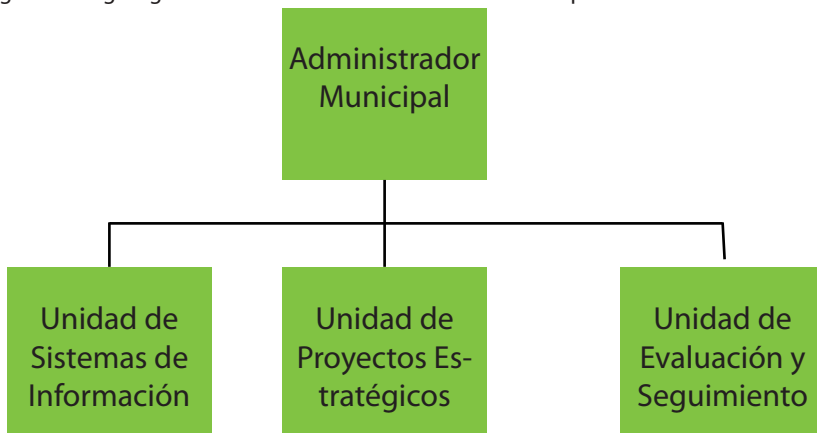 Administrador
Municipal
Unidad de
Sistemas de
Información
Unidad de
Proyectos Es-
tratégicos
Unidad de
Evaluación y
Seguimiento